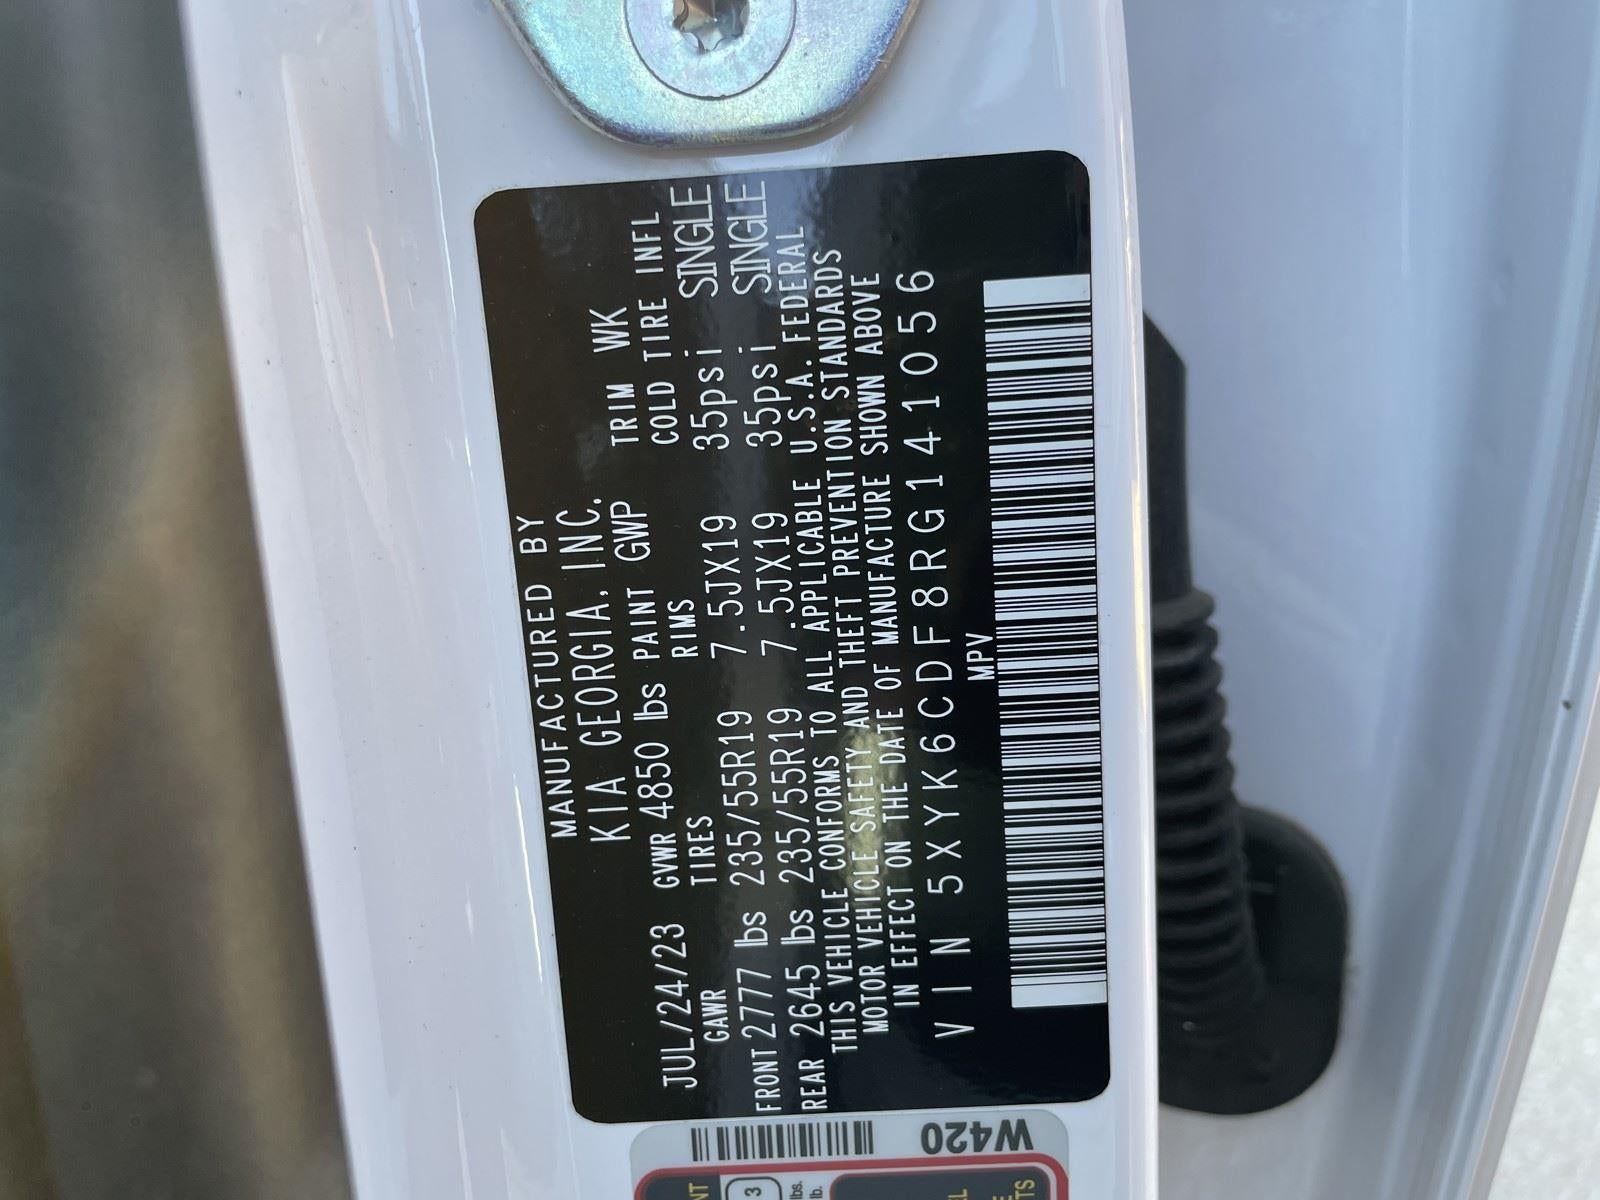 MANUFACTURED BY
KIA GEORGIA, INC.
JUL/24/23 GVWR 4850 lbs PAINT GWP TRIM WK
GAWR TIRES RIMS COLD TIRE INFL
FRONT 2777 lbs 235/55R19 7.5JX19 35psi SINGLE
REAR 2645 lbs 235/55R19 7.5JX19 35psi SINGLE
THIS VEHICLE CONFORMS TO ALL APPLICABLE U.S.A. FEDERAL
MOTOR VEHICLE SAFETY AND THEFT PREVENTION STANDARDS
IN EFFECT ON THE DATE OF MANUFACTURE SHOWN ABOVE
VIN 5XYK6CDF8RG141056
MPV
W420
3
lbs.
lb.